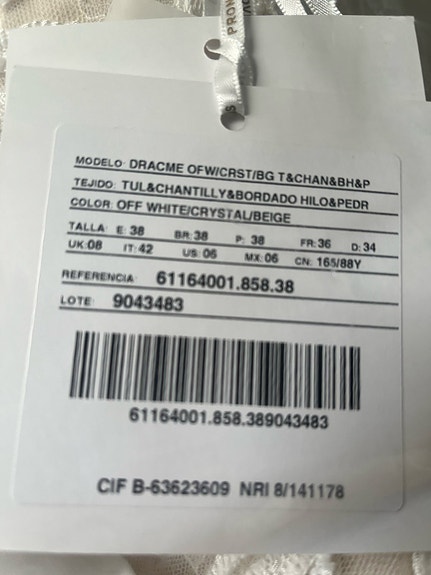 PRON
S
MODELO: DRACME OFW/CRST/BG T&CHAN&BH&P
TEJIDO: TUL&CHANTILLY&BORDADO HILO&PEDR
COLOR: OFF WHITE/CRYSTAL/BEIGE
TALLA: E: 38 BR: 38 P: 38 FR: 36 D: 34
UK: 08 IT: 42 US: 06 MX: 06 CN: 165/88Y
REFERENCIA: 61164001.858.38
LOTE: 9043483
61164001.858.389043483
CIF B-63623609 NRI 8/141178